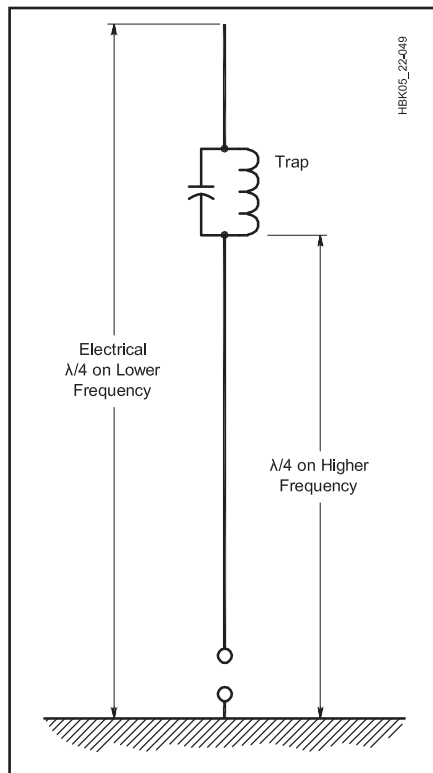 HBK05_22-049
Trap
Electrical
λ/4 on Lower
Frequency
λ/4 on Higher
Frequency